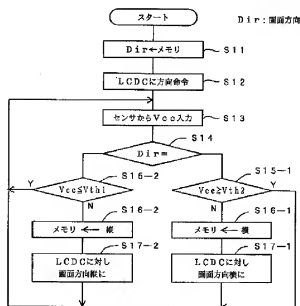 スタート
Dir：画面方向
Dir←メモリ
S11
LCDCに方向命令
S12
センサからVcc入力
S13
S14
Dir=
S15-2
S15-1
Y
Vcc≦Vth1
Vcc≧Vth2
Y
N
N
S16-2
S16-1
メモリ ← 縦
メモリ ← 横
S17-2
S17-1
LCDCに対し
画面方向縦に
LCDCに対し
画面方向横に